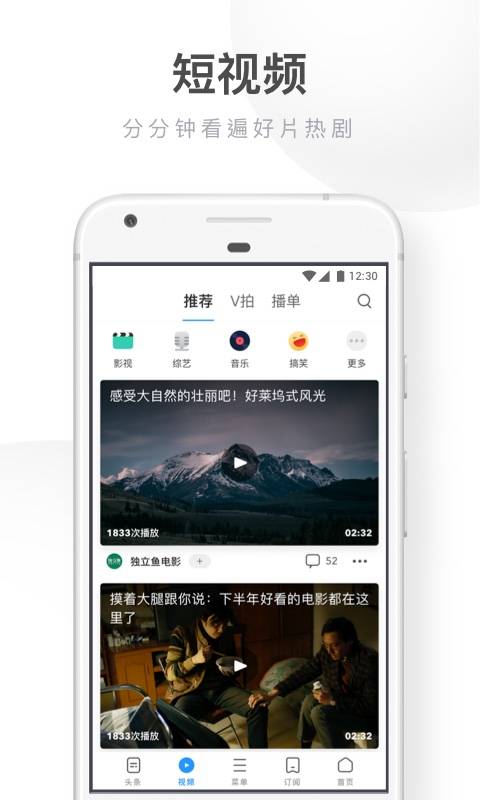 短视频
分分钟看遍好片热剧
12:30
推荐 V拍 播单
影视 综艺 音乐 搞笑 更多
感受大自然的壮丽吧！好莱坞式风光
1833次播放 02:32
独立鱼电影 + 52
摸着大腿跟你说：下半年好看的电影都在这
里了
1833次播放 02:32
头条 视频 菜单 订阅 首页